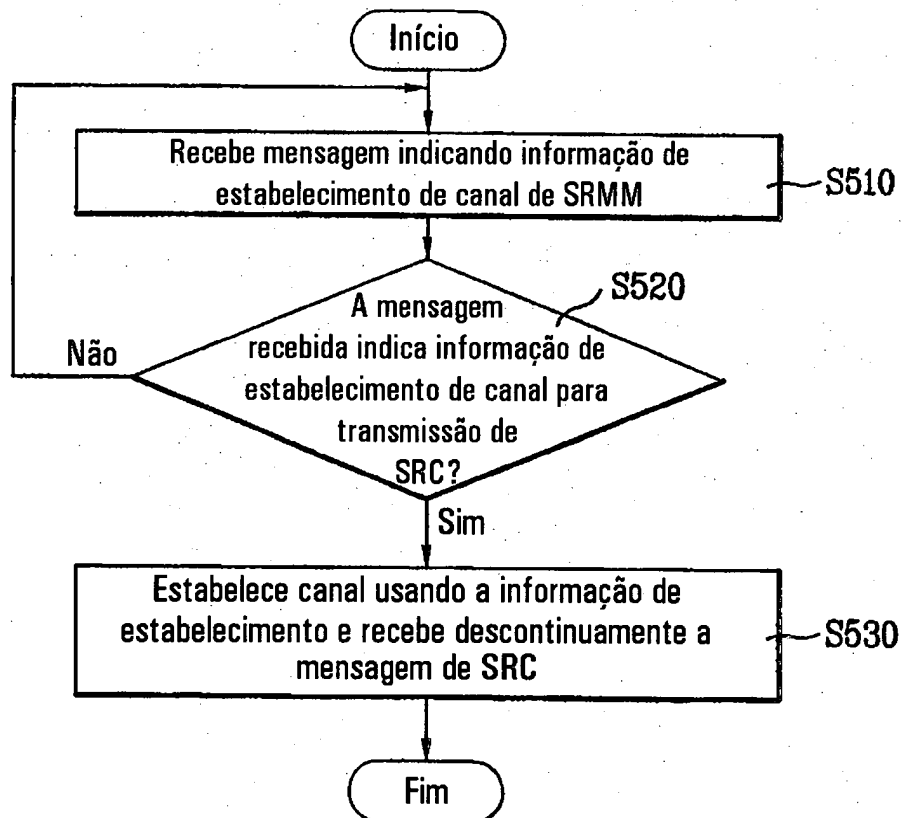 Início
Recebe mensagem indicando informação de
estabelecimento de canal de SRMM
S510
S520
A mensagem
recebida indica informação de
estabelecimento de canal para
transmissão de
SRC?
Não
Sim
Estabelece canal usando a informação de
estabelecimento e recebe descontinuamente a
mensagem de SRC
S530
Fim